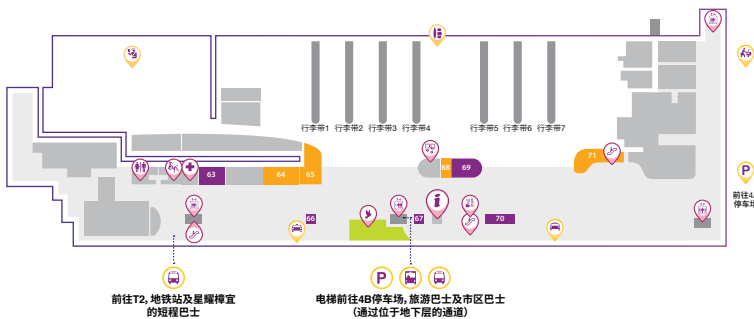 行李带1 行李带2 行李带3 行李带4 行李带5 行李带6 行李带7
71
68 69
63 64 65
P
前往4
停车场
66 67 70
i
P
前往T2, 地铁站及星耀樟宜
的短程巴士
电梯前往4B停车场, 旅游巴士及市区巴士
(通过位于地下层的通道)